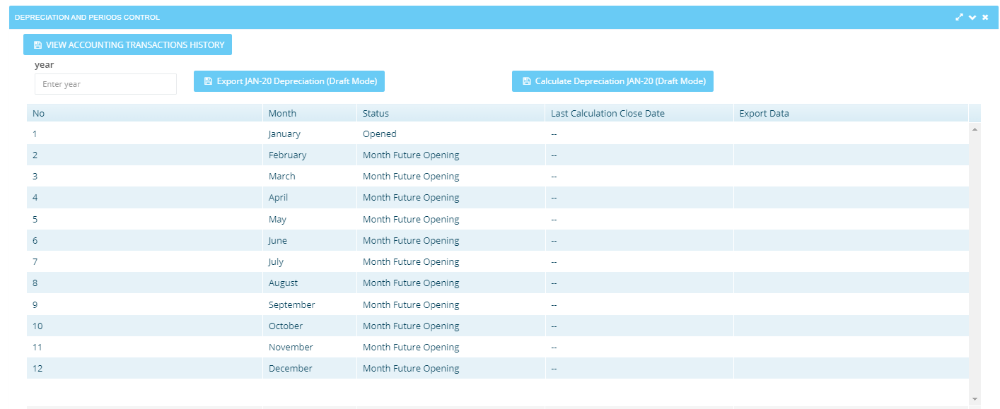 DEPRECIATION AND PERIODS CONTROL
VIEW ACCOUNTING TRANSACTIONS HISTORY
year
Enter year
Export JAN-20 Depreciation (Draft Mode)
Calculate Depreciation JAN-20 (Draft Mode)
No Month Status Last Calculation Close Date Export Data
1 January Opened --
2 February Month Future Opening --
3 March Month Future Opening --
4 April Month Future Opening --
5 May Month Future Opening --
6 June Month Future Opening --
7 July Month Future Opening --
8 August Month Future Opening --
9 September Month Future Opening --
10 October Month Future Opening --
11 November Month Future Opening --
12 December Month Future Opening --